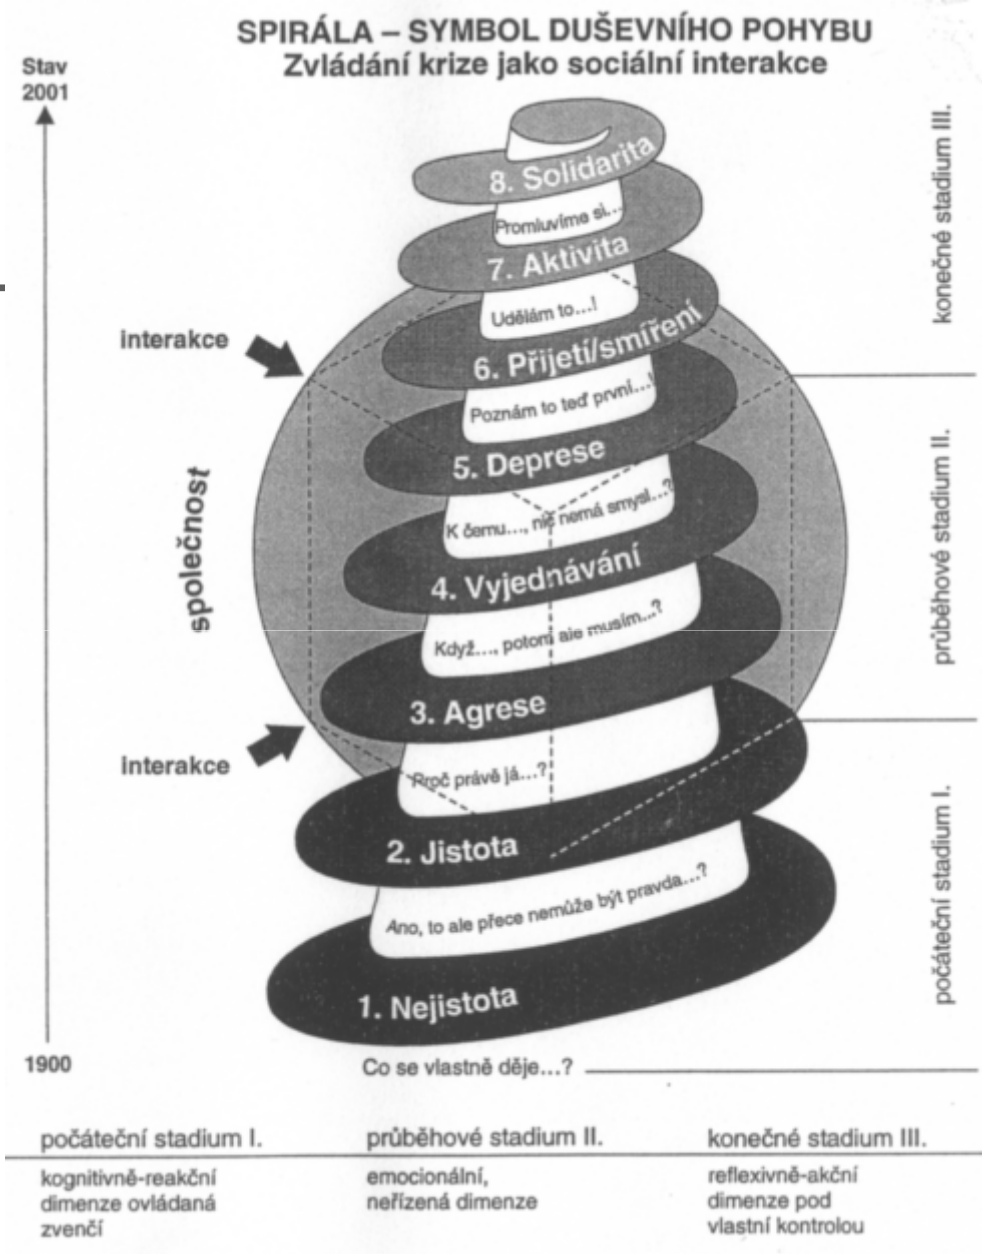 SPIRÁLA – SYMBOL DUŠEVNÍHO POHYBU
Zvládání krize jako sociální interakce
Stav
2001
8. Solidarita
Promluvíme si...
7. Aktivita
Udělám to...!
6. Přijetí/smíření
Poznám to teď první...!
5. Deprese
K čemu..., nic nemá smysl...?
4. Vyjednávání
Když..., potom ale musím...?
3. Agrese
Proč právě já...?
2. Jistota
Ano, to ale přece nemůže být pravda...?
1. Nejistota
Co se vlastně děje...?
interakce
společnost
interakce
1900
konečné stadium III.
průběhové stadium II.
počáteční stadium I.
počáteční stadium I.
kognitivně-reakční
dimenze ovládaná
zvenčí
průběhové stadium II.
emocionální,
neřízená dimenze
konečné stadium III.
reflexivně-akční
dimenze pod
vlastní kontrolou